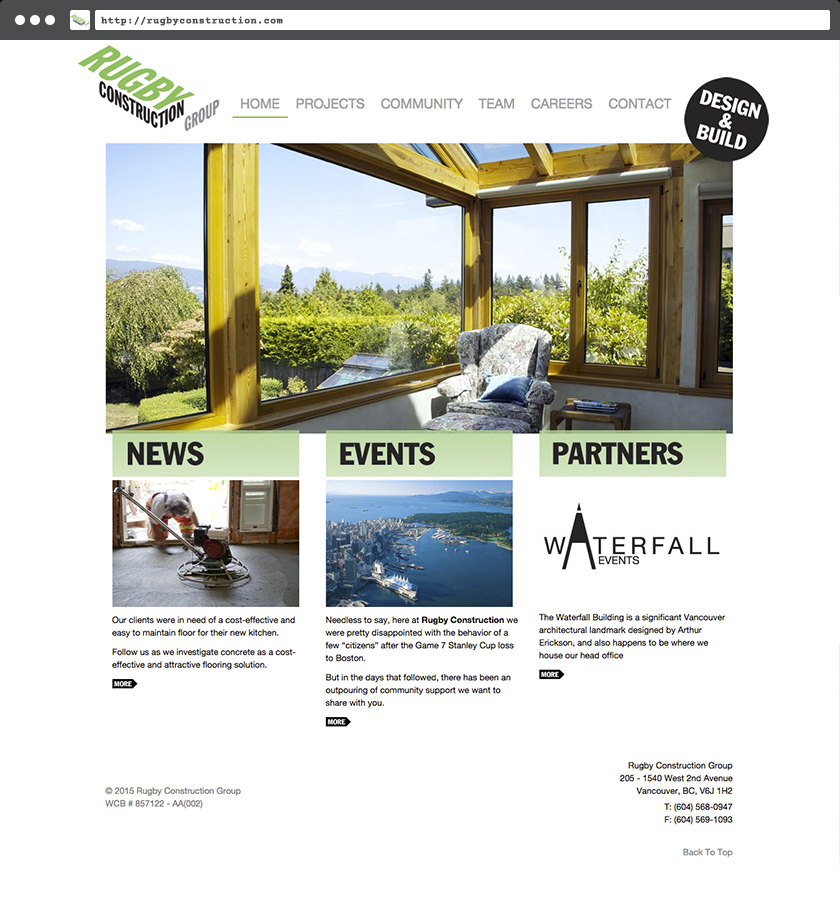 http://rugbyconstruction.com
RUGBY
CONSTRUCTION
GROUP
HOME PROJECTS COMMUNITY TEAM CAREERS CONTACT
DESIGN
&
BUILD
NEWS
Our clients were in need of a cost-effective and
easy to maintain floor for their new kitchen.
Follow us as we investigate concrete as a cost-
effective and attractive flooring solution.
MORE
EVENTS
Needless to say, here at Rugby Construction we
were pretty disappointed with the behavior of a
few “citizens” after the Game 7 Stanley Cup loss
to Boston.
But in the days that followed, there has been an
outpouring of community support we want to
share with you.
MORE
PARTNERS
WATERFALL
EVENTS
The Waterfall Building is a significant Vancouver
architectural landmark designed by Arthur
Erickson, and also happens to be where we
house our head office
MORE
© 2015 Rugby Construction Group
WCB # 857122 - AA(002)
Rugby Construction Group
205 - 1540 West 2nd Avenue
Vancouver, BC, V6J 1H2
T: (604) 568-0947
F: (604) 569-1093
Back To Top